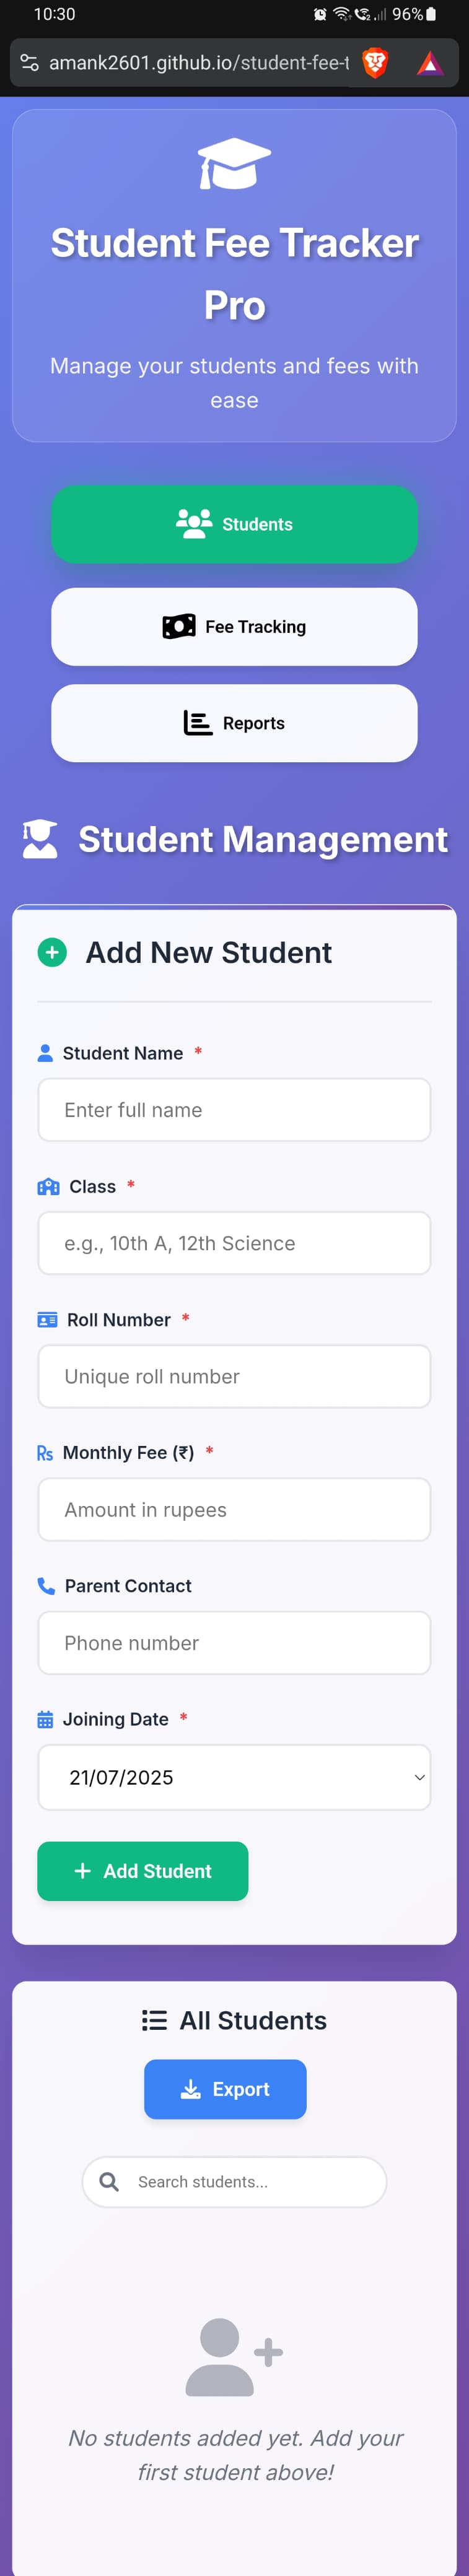 10:30
96%
amank2601.github.io/student-fee-t
Student Fee Tracker
Pro
Manage your students and fees with
ease
Students
Fee Tracking
Reports
Student Management
Add New Student
Student Name *
Enter full name
Class *
e.g., 10th A, 12th Science
Roll Number *
Unique roll number
Rs Monthly Fee (₹) *
Amount in rupees
Parent Contact
Phone number
Joining Date *
21/07/2025
+ Add Student
All Students
Export
Search students...
No students added yet. Add your
first student above!